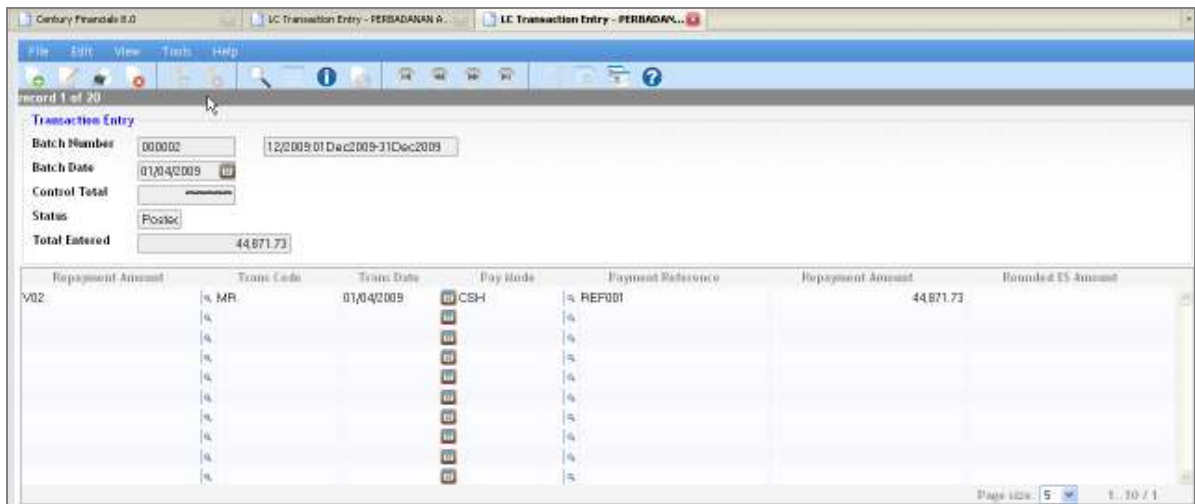 Century Financials 8.0 LC Transaction Entry - PERBADANAN A... LC Transaction Entry - PERBADAN...
File Edit View Tools Help
record 1 of 20
Transaction Entry
Batch Number 000002 12/2009:01Dec2009-31Dec2009
Batch Date 01/04/2009
Control Total
Status Postec
Total Entered 44,871.73
Repayment Amount Trans Code Trans Date Pay Mode Payment Reference Repayment Amount Rounded ES Amount
V02 MR 01/04/2009 CSH REF001 44,871.73
Page size: 5 1..10 / 1